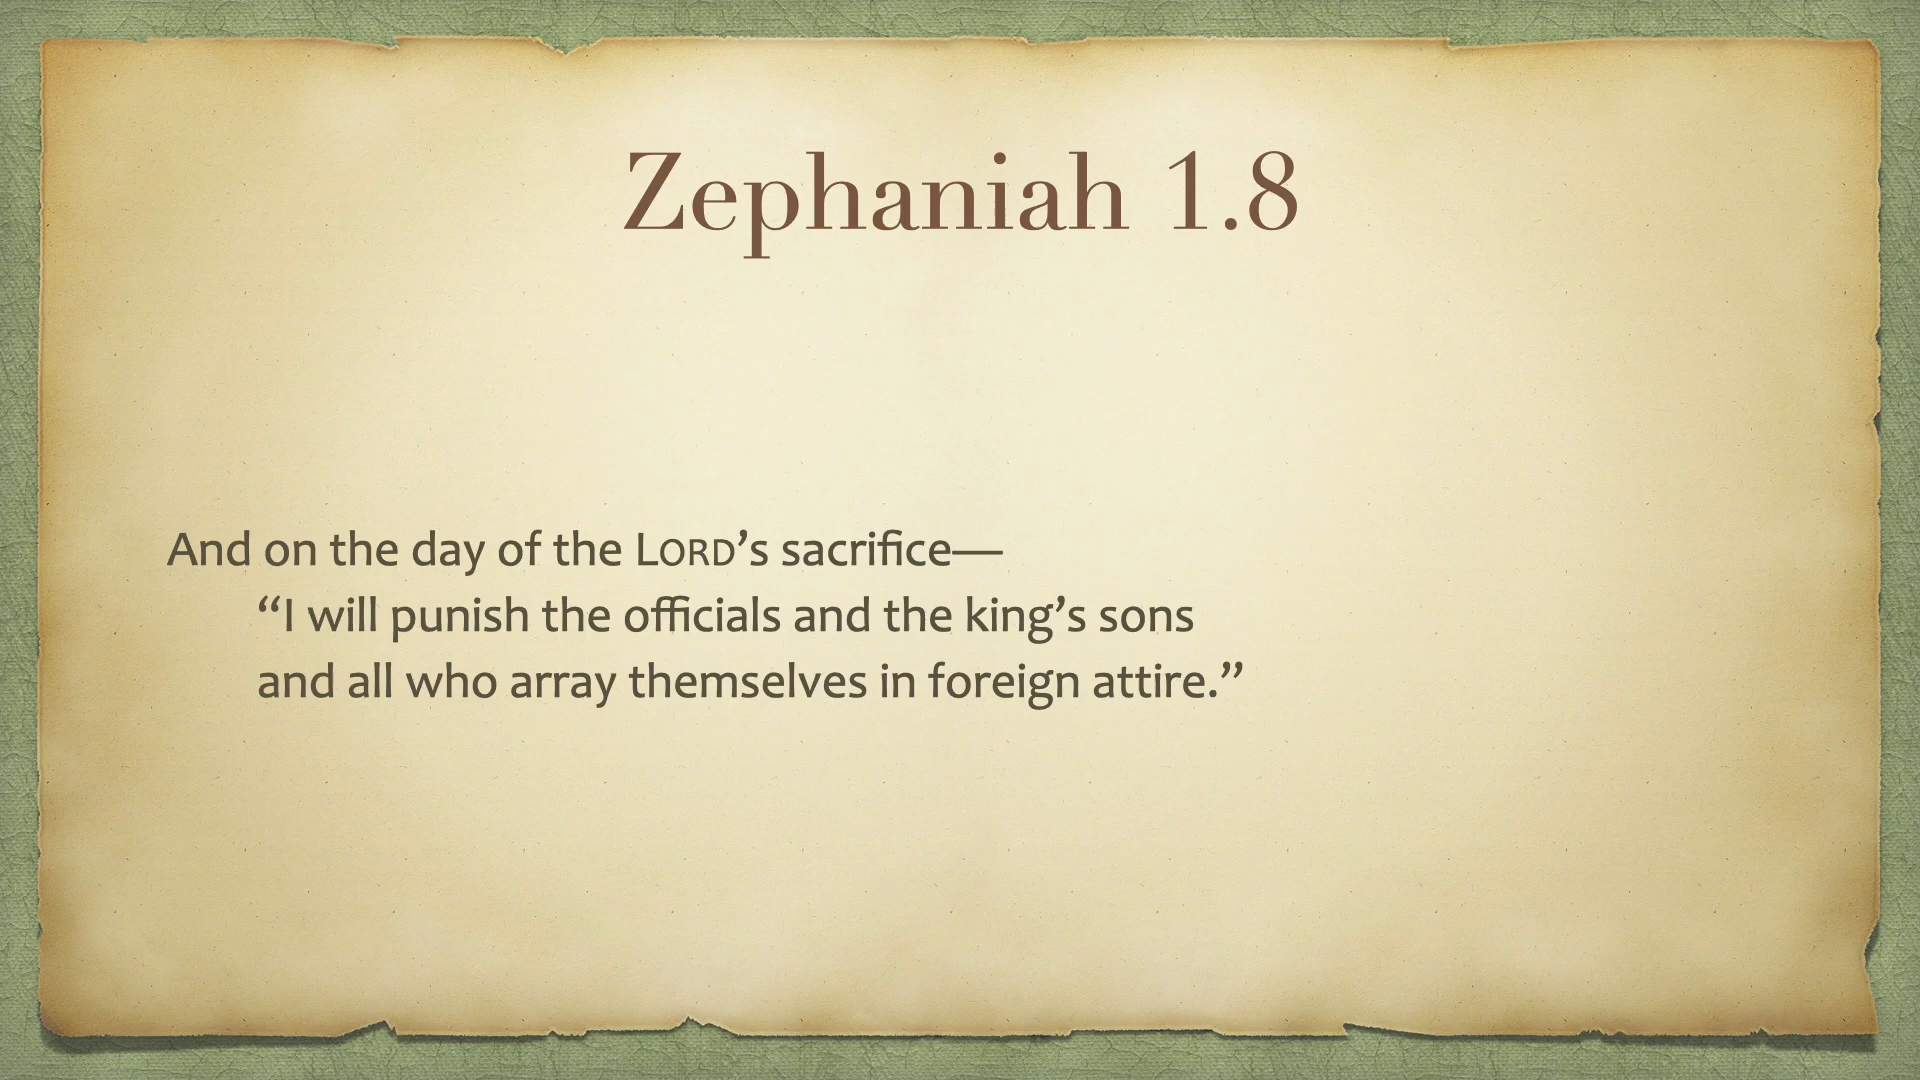 Zephaniah 1.8
And on the day of the LORD’s sacrifice—
“I will punish the officials and the king’s sons
and all who array themselves in foreign attire.”